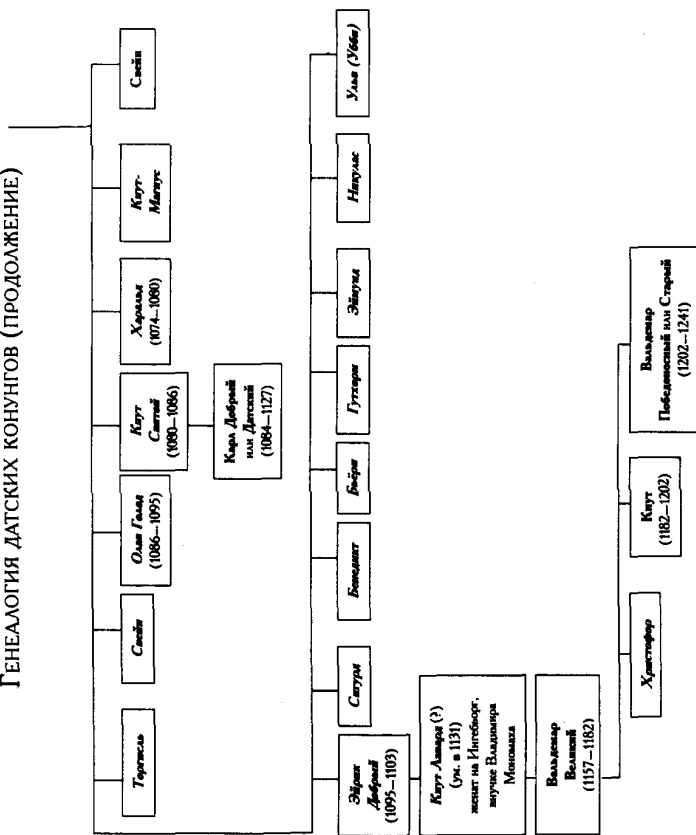 Генеалогия датских конунгов (продолжение)
Торгисль
Свейн
Олав Голод
(1086–1095)
Кнут
Святой
(1080–1086)
Харальд
(1074–1080)
Кнут-
Магнус
Свейн
Карл Добрый
или Датский
(1084–1127)
Эйрик
Добрый
(1095–1103)
Сигурд
Бенедикт
Бьёрн
Гутхорм
Эймунд
Никулас
Ульв (Убби)
Кнут Лавард (?)
(ум. в 1131)
женат на Ингеборг,
внучке Владимира
Мономаха
Вальдемар
Великий
(1157–1182)
Христофор
Кнут
(1182–1202)
Вальдемар
Победоносный или Старый
(1202–1241)